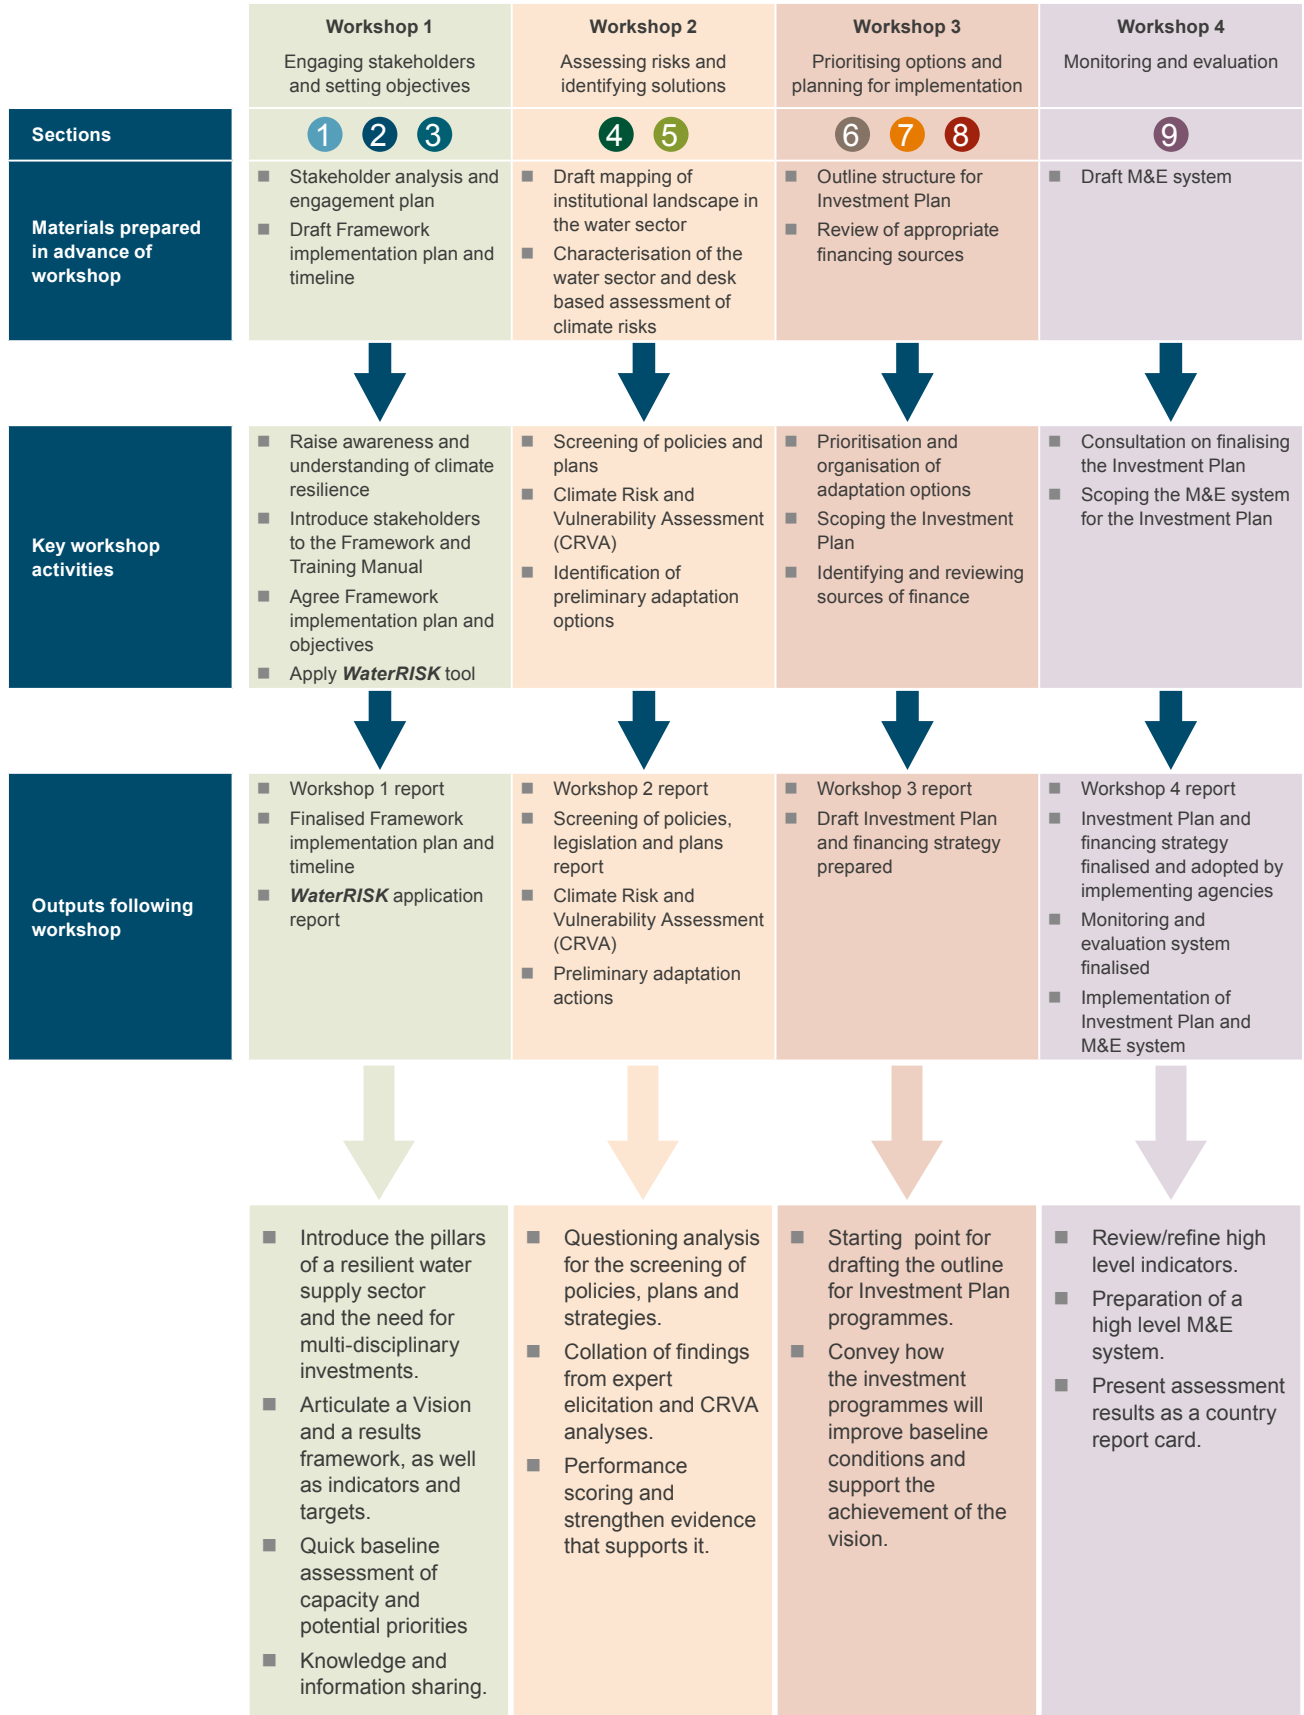 Workshop 1
Engaging stakeholders
and setting objectives
Workshop 2
Assessing risks and
identifying solutions
Workshop 3
Prioritising options and
planning for implementation
Workshop 4
Monitoring and evaluation
Sections
1 2 3
4 5
6 7 8
9
Materials prepared
in advance of
workshop
Stakeholder analysis and
engagement plan
Draft Framework
implementation plan and
timeline
Draft mapping of
institutional landscape in
the water sector
Characterisation of the
water sector and desk
based assessment of
climate risks
Outline structure for
Investment Plan
Review of appropriate
financing sources
Draft M&E system
Key workshop
activities
Raise awareness and
understanding of climate
resilience
Introduce stakeholders
to the Framework and
Training Manual
Agree Framework
implementation plan and
objectives
Apply WaterRISK tool
Screening of policies and
plans
Climate Risk and
Vulnerability Assessment
(CRVA)
Identification of
preliminary adaptation
options
Prioritisation and
organisation of
adaptation options
Scoping the Investment
Plan
Identifying and reviewing
sources of finance
Consultation on finalising
the Investment Plan
Scoping the M&E system
for the Investment Plan
Outputs following
workshop
Workshop 1 report
Finalised Framework
implementation plan and
timeline
WaterRISK application
report
Workshop 2 report
Screening of policies,
legislation and plans
report
Climate Risk and
Vulnerability Assessment
(CRVA)
Preliminary adaptation
actions
Workshop 3 report
Draft Investment Plan
and financing strategy
prepared
Workshop 4 report
Investment Plan and
financing strategy
finalised and adopted by
implementing agencies
Monitoring and
evaluation system
finalised
Implementation of
Investment Plan and
M&E system
Introduce the pillars
of a resilient water
supply sector
and the need for
multi-disciplinary
investments.
Articulate a Vision
and a results
framework, as well
as indicators and
targets.
Quick baseline
assessment of
capacity and
potential priorities
Knowledge and
information sharing.
Questioning analysis
for the screening of
policies, plans and
strategies.
Collation of findings
from expert
elicitation and CRVA
analyses.
Performance
scoring and
strengthen evidence
that supports it.
Starting point for
drafting the outline
for Investment Plan
programmes.
Convey how
the investment
programmes will
improve baseline
conditions and
support the
achievement of the
vision.
Review/refine high
level indicators.
Preparation of a
high level M&E
system.
Present assessment
results as a country
report card.